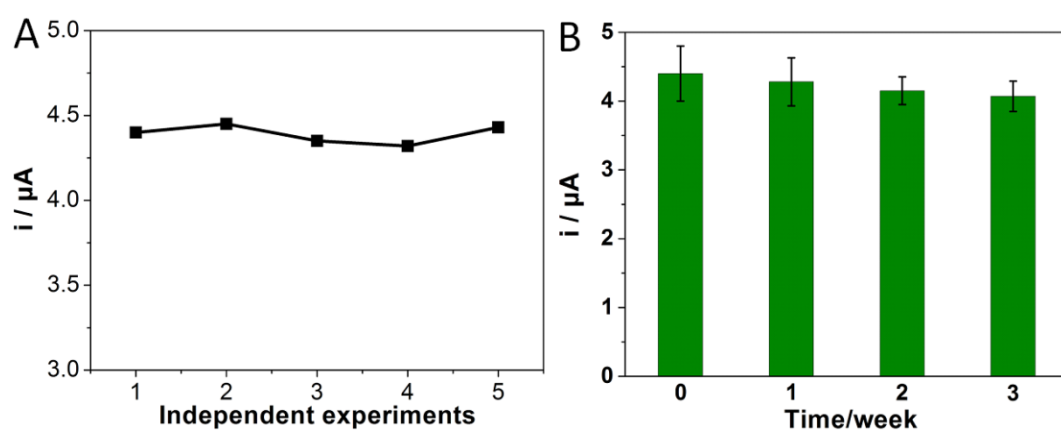 A
5.0
4.5
4.0
3.5
3.0
i / µA
1 2 3 4 5
Independent experiments
B
5
4
3
2
1
0
i / µA
0 1 2 3
Time/week